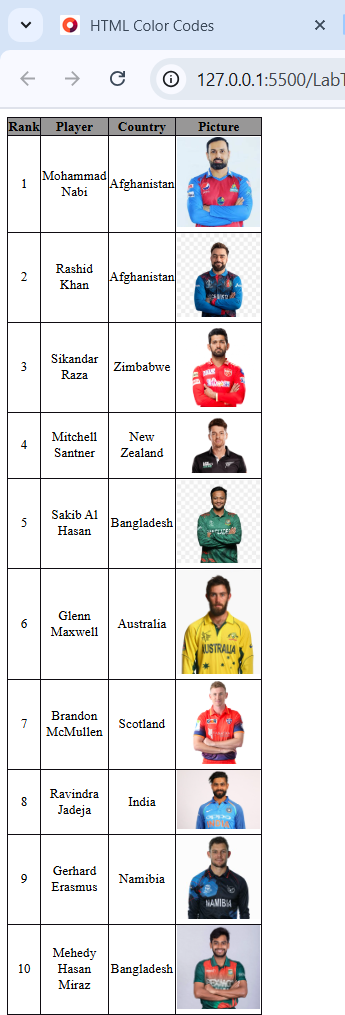 HTML Color Codes
127.0.0.1:5500/LabT
Rank Player Country Picture
1 Mohammad Nabi Afghanistan
2 Rashid Khan Afghanistan
3 Sikandar Raza Zimbabwe
4 Mitchell Santner New Zealand
5 Sakib Al Hasan Bangladesh
6 Glenn Maxwell Australia
AUSTRALIA
7 Brandon McMullen Scotland
8 Ravindra Jadeja India
9 Gerhard Erasmus Namibia
NAMIBIA
10 Mehedy Hasan Miraz Bangladesh